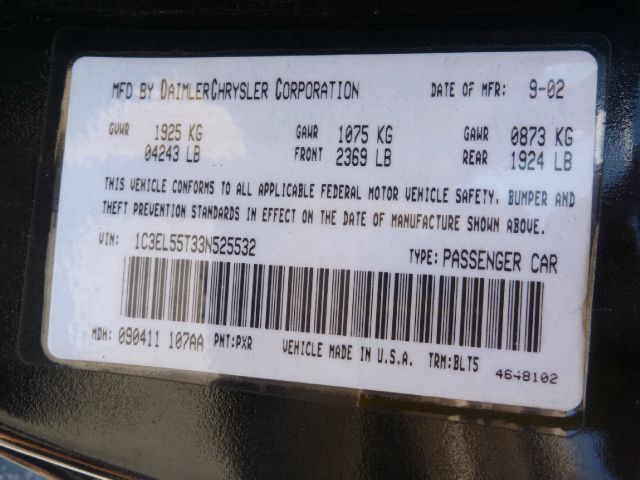 MFD BY DAIMLERCHRYSLER CORPORATION DATE OF MFR: 9-02
GVWR 1925 KG GAWR 1075 KG GAWR 0873 KG
04243 LB FRONT 2369 LB REAR 1924 LB
THIS VEHICLE CONFORMS TO ALL APPLICABLE FEDERAL MOTOR VEHICLE SAFETY, BUMPER AND
THEFT PREVENTION STANDARDS IN EFFECT ON THE DATE OF MANUFACTURE SHOWN ABOVE.
VIN: 1C3EL55T33N525532 TYPE: PASSENGER CAR
MDH: 090411 107AA PNT:PXR VEHICLE MADE IN U.S.A. TRM:BLT5
4648102